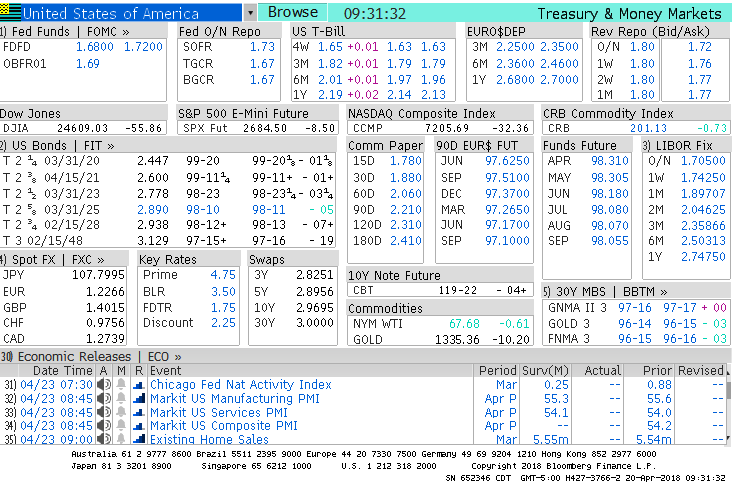 United States of America Browse 09:31:32 Treasury & Money Markets
1) Fed Funds | FOMC » Fed O/N Repo US T-Bill EURO$DEP Rev Repo (Bid/Ask)
FDFD 1.6800 1.7200 SOFR 1.73 4W 1.65 +0.01 1.63 1.63 3M 2.2500 2.3500 O/N 1.80 1.72
OBFR01 1.69 TGCR 1.67 3M 1.80 +0.01 1.63 1.83 6M 2.3600 2.4600 1W 1.80 1.76
BGCR 1.67 6M 2.01 +0.01 1.97 1.96 1Y 2.6800 2.7000 2W 1.80 1.77
1Y 2.19 +0.02 2.14 2.13 1M 1.80 1.77
Dow Jones S&P 500 E-Mini Future NASDAQ Composite Index CRB Commodity Index
DJIA 24609.03 -55.86 SPX Fut 2684.50 -8.50 CCMP 7205.69 -32.36 CRB 201.13 -0.73
2) US Bonds | FIT » Comm Paper 90D EUR$ FUT Funds Future 3) LIBOR Fix
T 2 ¼ 03/31/20 2.447 99-20 99-20⅛ - 01⅛ 15D 1.780 JUN 97.6250 APR 98.310 O/N 1.70500
T 2 ⅜ 04/15/21 2.600 99-11¼ 99-11+ - 01+ 30D 1.880 SEP 97.5100 MAY 98.305 1W 1.74250
T 2 ½ 03/31/23 2.778 98-23 98-23¼ - 03¼ 60D 2.060 DEC 97.3700 JUN 98.180 1M 1.89707
T 2 ⅝ 03/31/25 2.890 98-10 98-11 - 05 90D 2.210 MAR 97.2650 JUL 98.080 2M 2.04625
T 2 ¾ 02/15/28 2.938 98-12+ 98-13 - 07+ 120D 2.310 JUN 97.1700 AUG 98.070 3M 2.35866
T 3 02/15/48 3.129 97-15+ 97-16 - 19 180D 2.410 SEP 97.1000 SEP 98.055 6M 2.50313
1Y 2.74750
4) Spot FX | FXC » Key Rates Swaps
JPY 107.7995 Prime 4.75 3Y 2.8251 10Y Note Future
EUR 1.2266 BLR 3.50 5Y 2.8956 CBT 119-22 - 04+ 5) 30Y MBS | BBTM »
GBP 1.4015 FDTR 1.75 10Y 2.9695 Commodities GNMA II 3 97-16 97-17 + 00
CHF 0.9756 Discount 2.25 30Y 3.0000 NYM WTI 67.68 -0.61 GOLD 3 96-14 96-15 - 03
CAD 1.2739 GOLD 1335.36 -10.20 FNMA 3 96-15 96-16 - 03
30) Economic Releases | ECO »
Date Time A M R Event Period Surv(M) Actual Prior Revised
31) 04/23 07:30 Chicago Fed Nat Activity Index Mar 0.25 -- 0.88 --
32) 04/23 08:45 Markit US Manufacturing PMI Apr P 55.3 -- 55.6 --
33) 04/23 08:45 Markit US Services PMI Apr P 54.1 -- 54.0 --
34) 04/23 08:45 Markit US Composite PMI Apr P -- -- 54.2 --
35) 04/23 09:00 Existing Home Sales Mar 5.55m -- 5.54m --
Australia 61 2 9777 8600 Brazil 5511 2395 9000 Europe 44 20 7330 7500 Germany 49 69 9204 1210 Hong Kong 852 2977 6000
Japan 81 3 3201 8900 Singapore 65 6212 1000 U.S. 1 212 318 2000 Copyright 2018 Bloomberg Finance L.P.
SN 652346 CDT GMT-5:00 H427-3766-2 20-Apr-2018 09:31:32